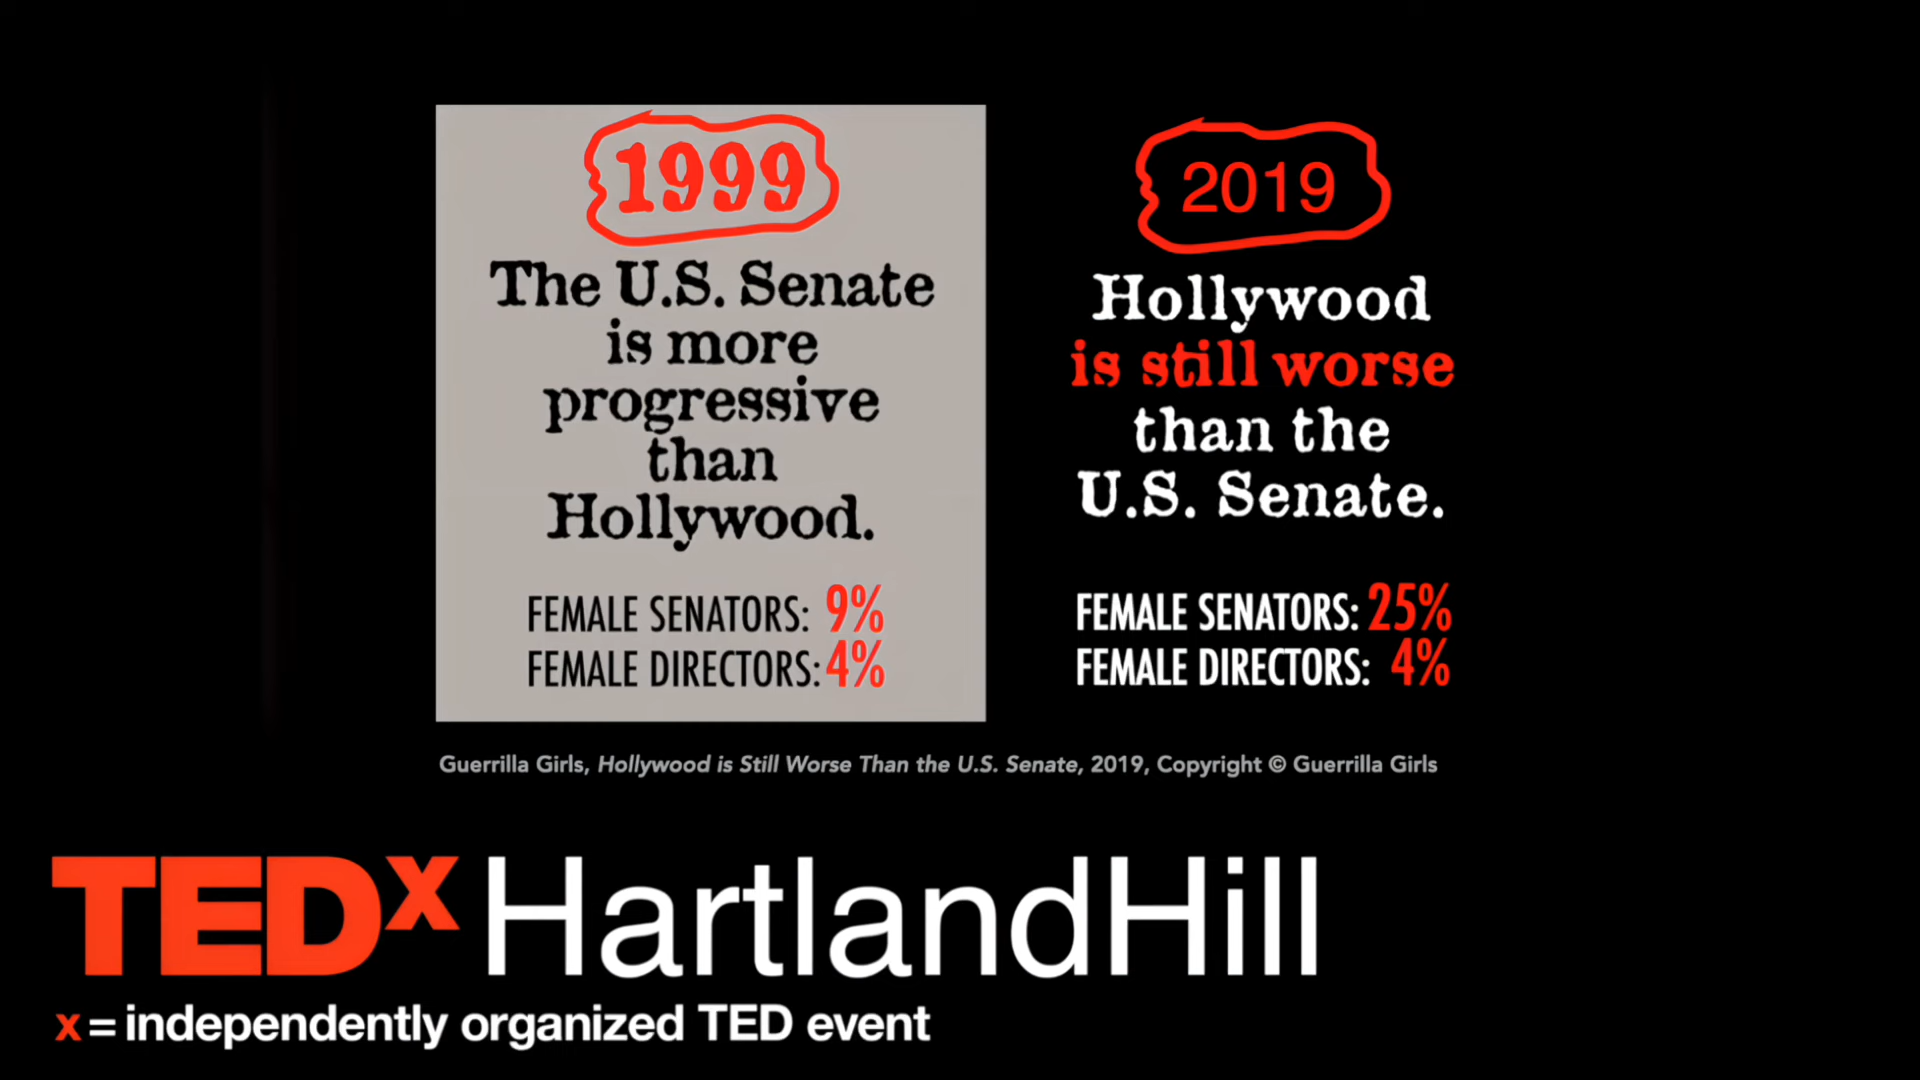 1999
The U.S. Senate
is more
progressive
than
Hollywood.
FEMALE SENATORS: 9%
FEMALE DIRECTORS: 4%
2019
Hollywood
is still worse
than the
U.S. Senate.
FEMALE SENATORS: 25%
FEMALE DIRECTORS: 4%
Guerrilla Girls, Hollywood is Still Worse Than the U.S. Senate, 2019, Copyright © Guerrilla Girls
TEDx HartlandHill
x = independently organized TED event